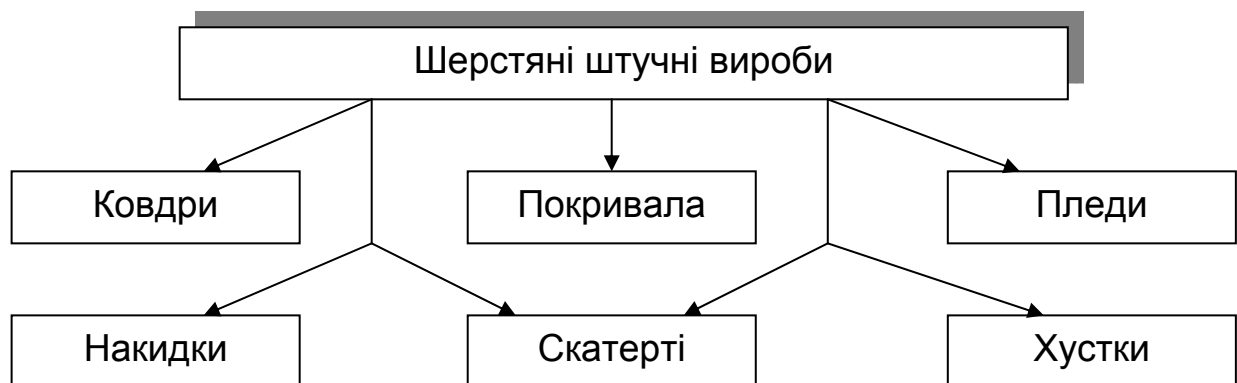 Шерстяні штучні вироби
Ковдри
Покривала
Пледи
Накидки
Скатерті
Хустки